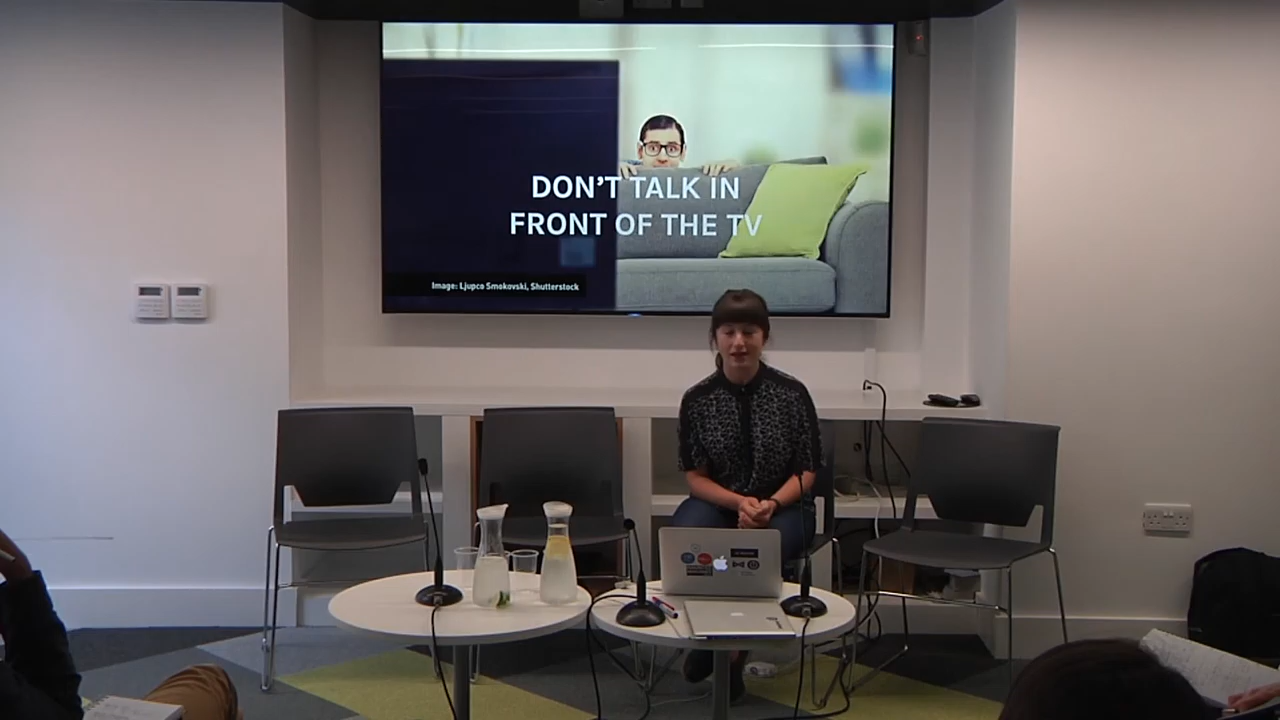 DON'T TALK IN
FRONT OF THE TV
Image: Ljupco Smokovski, Shutterstock